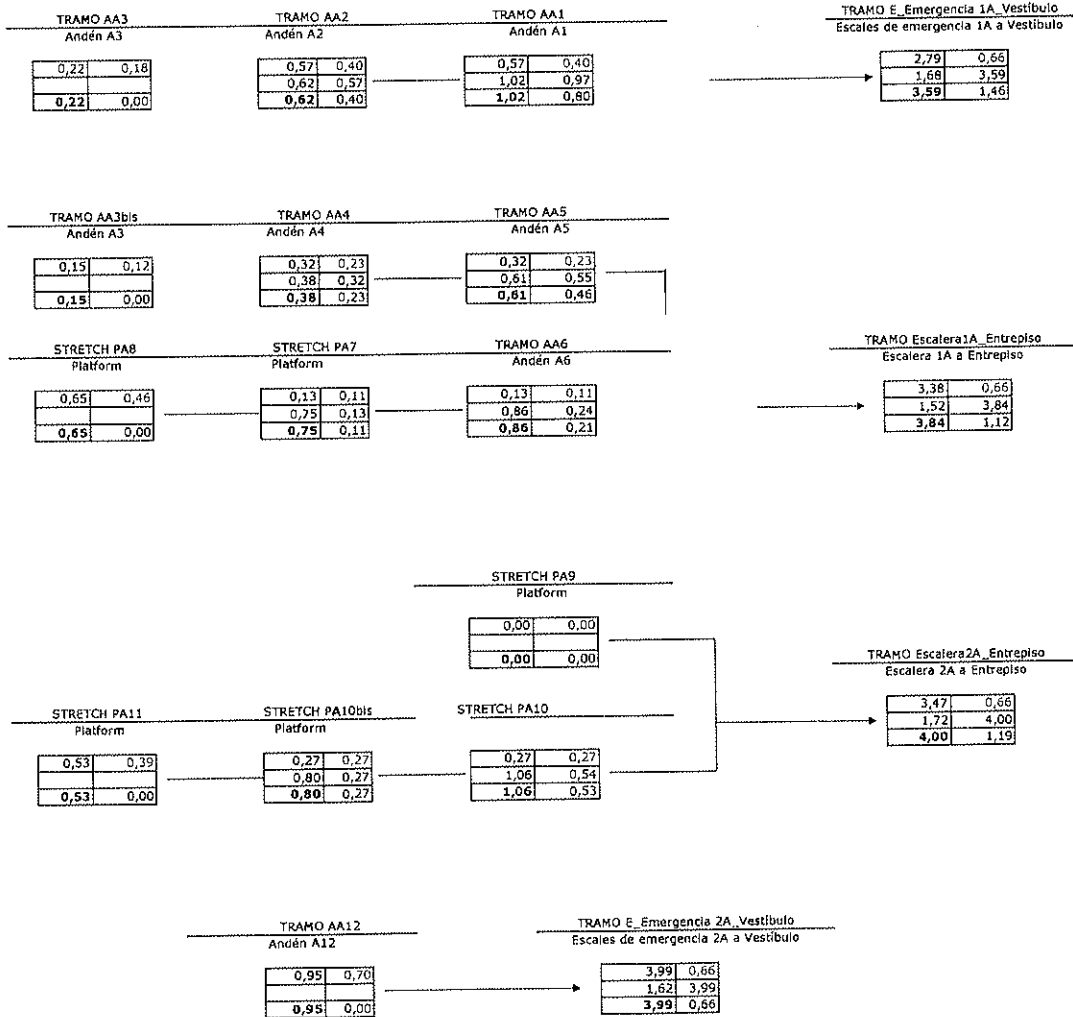 TRAMO AA3 TRAMO AA2 TRAMO AA1 TRAMO E_Emergencia 1A_Vestíbulo
Andén A3 Andén A2 Andén A1 Escales de emergencia 1A a Vestíbulo
0,22 0,18 0,57 0,40 0,57 0,40 2,79 0,66
0,62 0,57 1,02 0,97 1,68 3,59
0,22 0,00 0,62 0,40 1,02 0,80 3,59 1,46
TRAMO AA3bis TRAMO AA4 TRAMO AA5
Andén A3 Andén A4 Andén A5
0,15 0,12 0,32 0,23 0,32 0,23
0,38 0,32 0,61 0,55
0,15 0,00 0,38 0,23 0,61 0,46
STRETCH PA8 STRETCH PA7 TRAMO AA6 TRAMO Escalera1A_Entrepiso
Platform Platform Andén A6 Escalera 1A a Entrepiso
0,65 0,46 0,13 0,11 0,13 0,11 3,38 0,66
0,75 0,13 0,86 0,24 1,52 3,84
0,65 0,00 0,75 0,11 0,86 0,21 3,84 1,12
STRETCH PA9
Platform
0,00 0,00
0,00 0,00
TRAMO Escalera2A_Entrepiso
Escalera 2A a Entrepiso
3,47 0,66
1,72 4,00
4,00 1,19
STRETCH PA11 STRETCH PA10bis STRETCH PA10
Platform Platform
0,53 0,39 0,27 0,27 0,27 0,27
0,80 0,27 1,06 0,54
0,53 0,00 0,80 0,27 1,06 0,53
TRAMO AA12 TRAMO E_Emergencia 2A_Vestíbulo
Andén A12 Escales de emergencia 2A a Vestíbulo
0,95 0,70 3,99 0,66
1,62 3,99
0,95 0,00 3,99 0,66